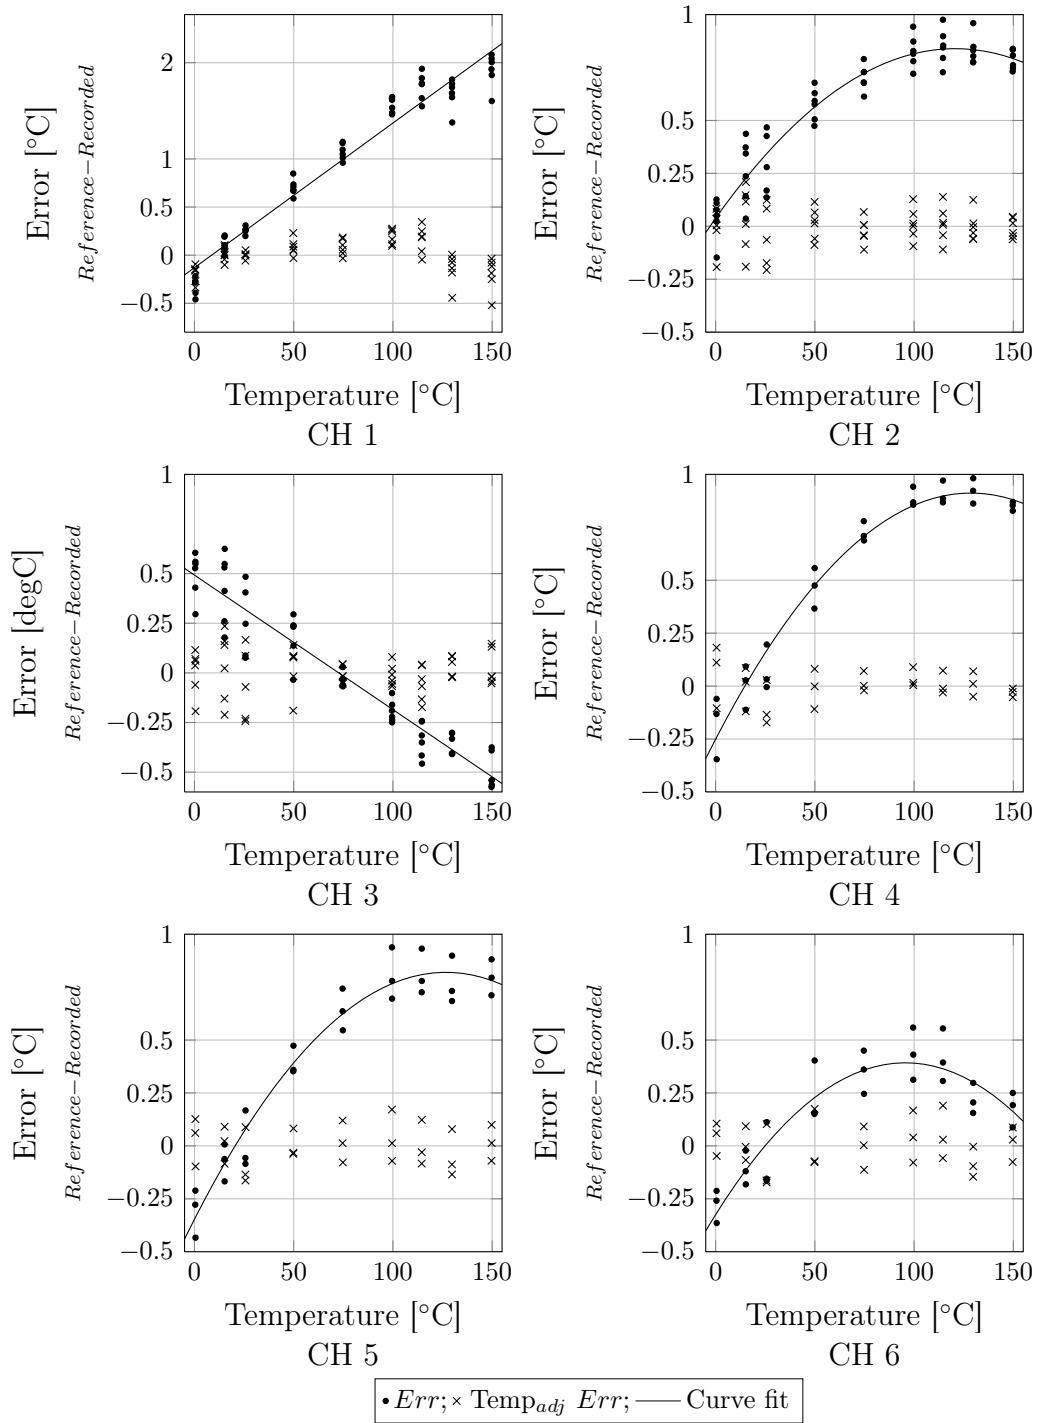 2
1
0.5
0
−0.5
0 50 100 150
Error [°C]
Reference−Recorded
Temperature [°C]
CH 1
1
0.5
0.25
0
−0.25
−0.5
0 50 100 150
Error [°C]
Reference−Recorded
Temperature [°C]
CH 2
1
0.5
0.25
0
−0.25
−0.5
0 50 100 150
Error [degC]
Reference−Recorded
Temperature [°C]
CH 3
1
0.5
0.25
0
−0.25
−0.5
0 50 100 150
Error [°C]
Reference−Recorded
Temperature [°C]
CH 4
1
0.5
0.25
0
−0.25
−0.5
0 50 100 150
Error [°C]
Reference−Recorded
Temperature [°C]
CH 5
1
0.5
0.25
0
−0.25
−0.5
0 50 100 150
Error [°C]
Reference−Recorded
Temperature [°C]
CH 6
Err; Temp_adj Err; Curve fit